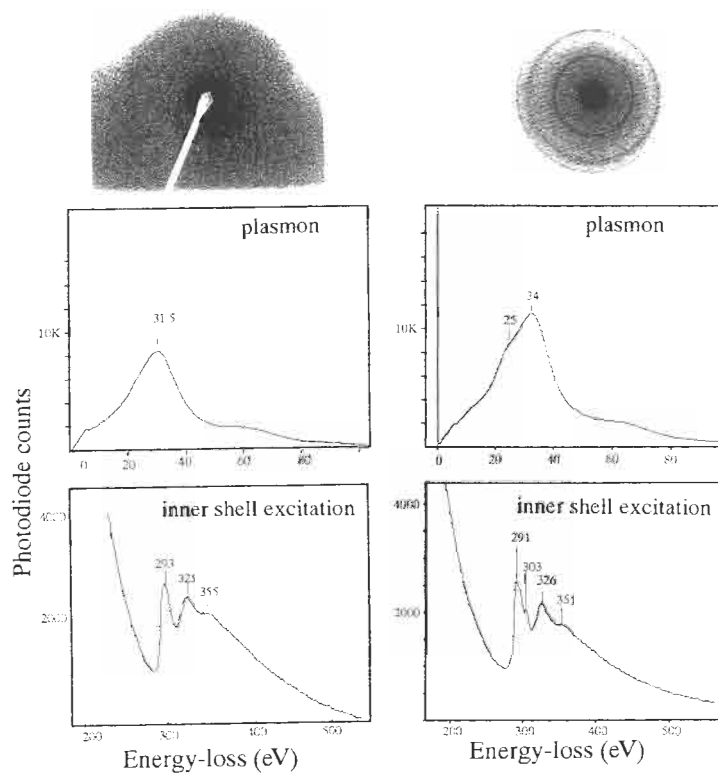 plasmon
31.5
10K
0 20 40 60 80
plasmon
34
25
10K
0 20 40 60 80
Photodiode counts
inner shell excitation
4000
293
323
355
2000
200 300 400 500
Energy-loss (eV)
inner shell excitation
4000
291
303
326
351
2000
200 300 400 500
Energy-loss (eV)